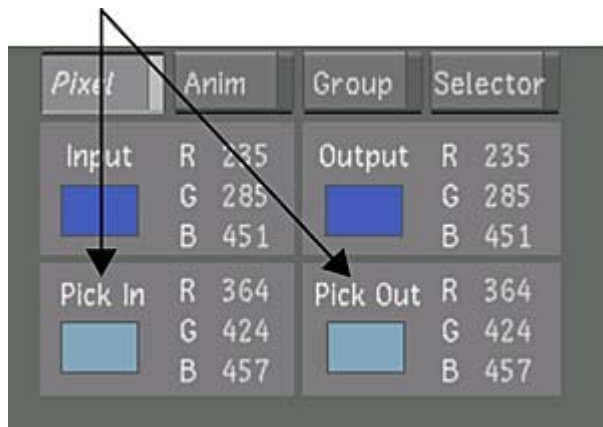 Pixel Anim Group Selector
Input R 235 Output R 235
G 285 G 285
B 451 B 451
Pick In R 364 Pick Out R 364
G 424 G 424
B 457 B 457